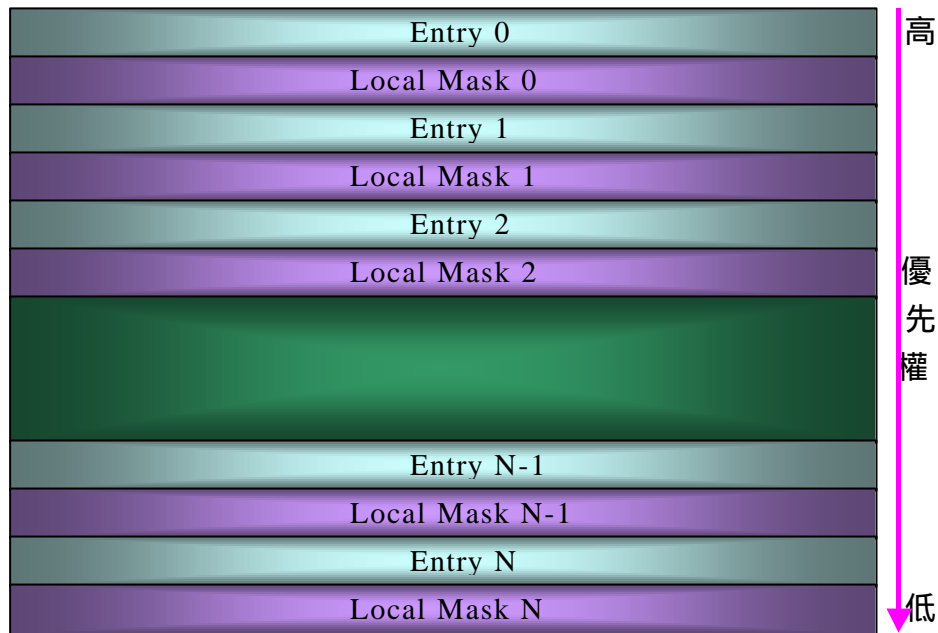 Entry 0
高
Local Mask 0
Entry 1
Local Mask 1
Entry 2
Local Mask 2
優
先
權
Entry N-1
Local Mask N-1
Entry N
Local Mask N
低